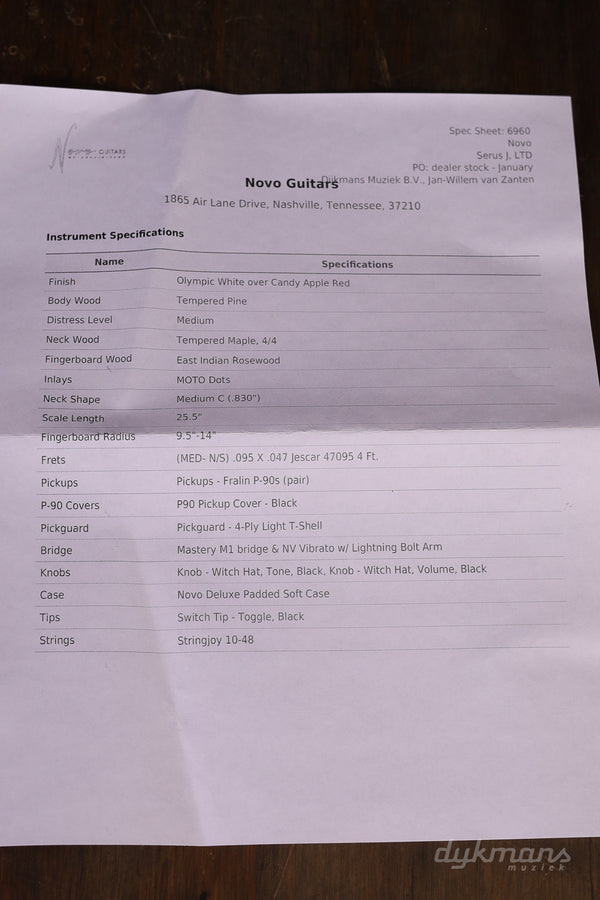 Novo GUITARS
Spec Sheet: 6960
Novo
Serus J, LTD
PO: dealer stock - January
Dijkmans Muziek B.V., Jan-Willem van Zanten
Novo Guitars
1865 Air Lane Drive, Nashville, Tennessee, 37210
Instrument Specifications
Name Specifications
Finish Olympic White over Candy Apple Red
Body Wood Tempered Pine
Distress Level Medium
Neck Wood Tempered Maple, 4/4
Fingerboard Wood East Indian Rosewood
Inlays MOTO Dots
Neck Shape Medium C (.830")
Scale Length 25.5"
Fingerboard Radius 9.5"-14"
Frets (MED- N/S) .095 X .047 Jescar 47095 4 Ft.
Pickups Pickups - Fralin P-90s (pair)
P-90 Covers P90 Pickup Cover - Black
Pickguard Pickguard - 4-Ply Light T-Shell
Bridge Mastery M1 bridge & NV Vibrato w/ Lightning Bolt Arm
Knobs Knob - Witch Hat, Tone, Black, Knob - Witch Hat, Volume, Black
Case Novo Deluxe Padded Soft Case
Tips Switch Tip - Toggle, Black
Strings Stringjoy 10-48
dykmans
muziek